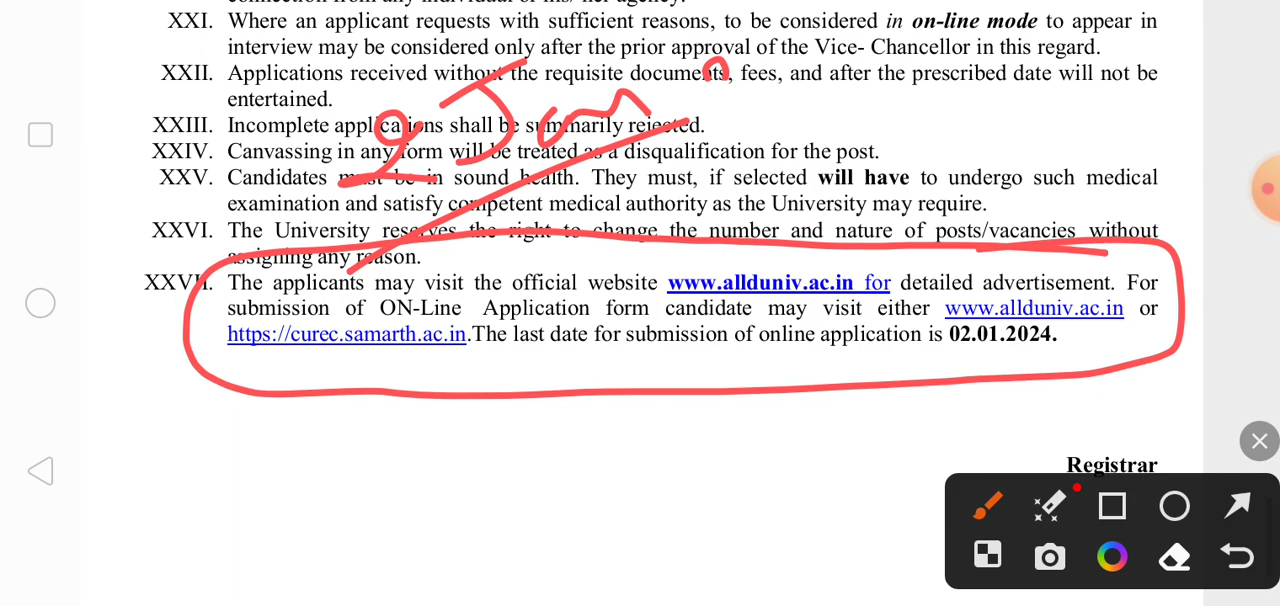 XXI. Where an applicant requests with sufficient reasons, to be considered in on-line mode to appear in
interview may be considered only after the prior approval of the Vice- Chancellor in this regard.
XXII. Applications received without the requisite documents, fees, and after the prescribed date will not be
entertained.
XXIII. Incomplete applications shall be summarily rejected.
XXIV. Canvassing in any form will be treated as a disqualification for the post.
XXV. Candidates must be in sound health. They must, if selected will have to undergo such medical
examination and satisfy competent medical authority as the University may require.
XXVI. The University reserves the right to change the number and nature of posts/vacancies without
assigning any reason.
XXVII. The applicants may visit the official website www.allduniv.ac.in for detailed advertisement. For
submission of ON-Line Application form candidate may visit either www.allduniv.ac.in or
https://curec.samarth.ac.in.The last date for submission of online application is 02.01.2024.
2 Jan
Registrar